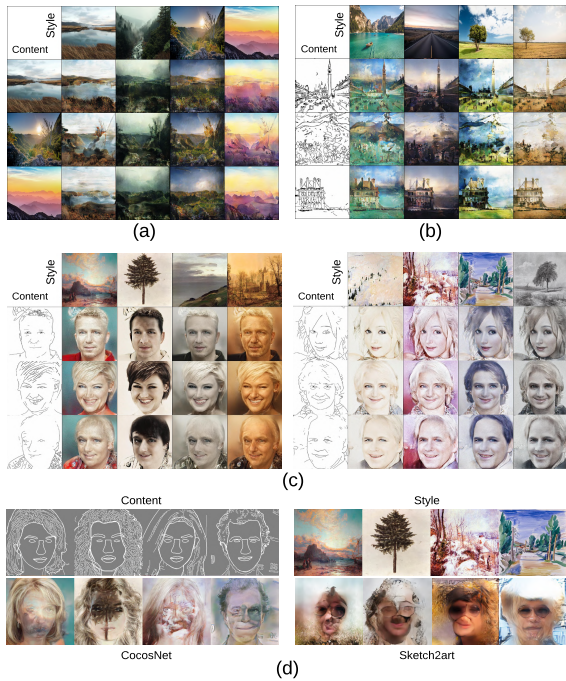 Style
Content
Style
Content
(a)
(b)
Style
Content
Style
Content
(c)
Content
Style
CocosNet
Sketch2art
(d)